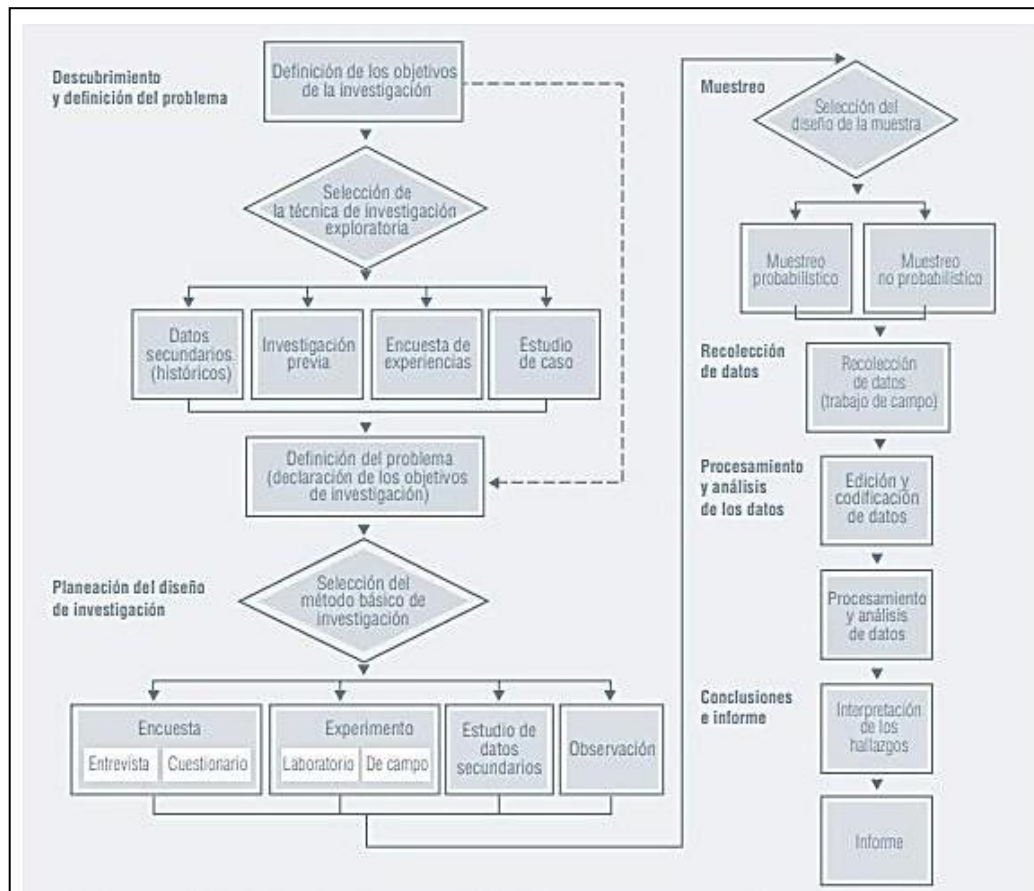 Descubrimiento
y definición del problema
Definición de los objetivos
de la investigación
Selección de
la técnica de investigación
exploratoria
Datos
secundarios
(históricos)
Investigación
previa
Encuesta de
experiencias
Estudio
de caso
Definición del problema
(declaración de los objetivos
de investigación)
Planeación del diseño
de investigación
Selección del
método básico de
investigación
Encuesta
Entrevista
Cuestionario
Experimento
Laboratorio
De campo
Estudio de
datos
secundarios
Observación
Muestreo
Selección del
diseño de la muestra
Muestreo
probabilístico
Muestreo
no probabilístico
Recolección
de datos
Recolección
de datos
(trabajo de campo)
Procesamiento
y análisis
de los datos
Edición y
codificación
de datos
Procesamiento
y análisis
de datos
Conclusiones
e informe
Interpretación
de los
hallazgos
Informe